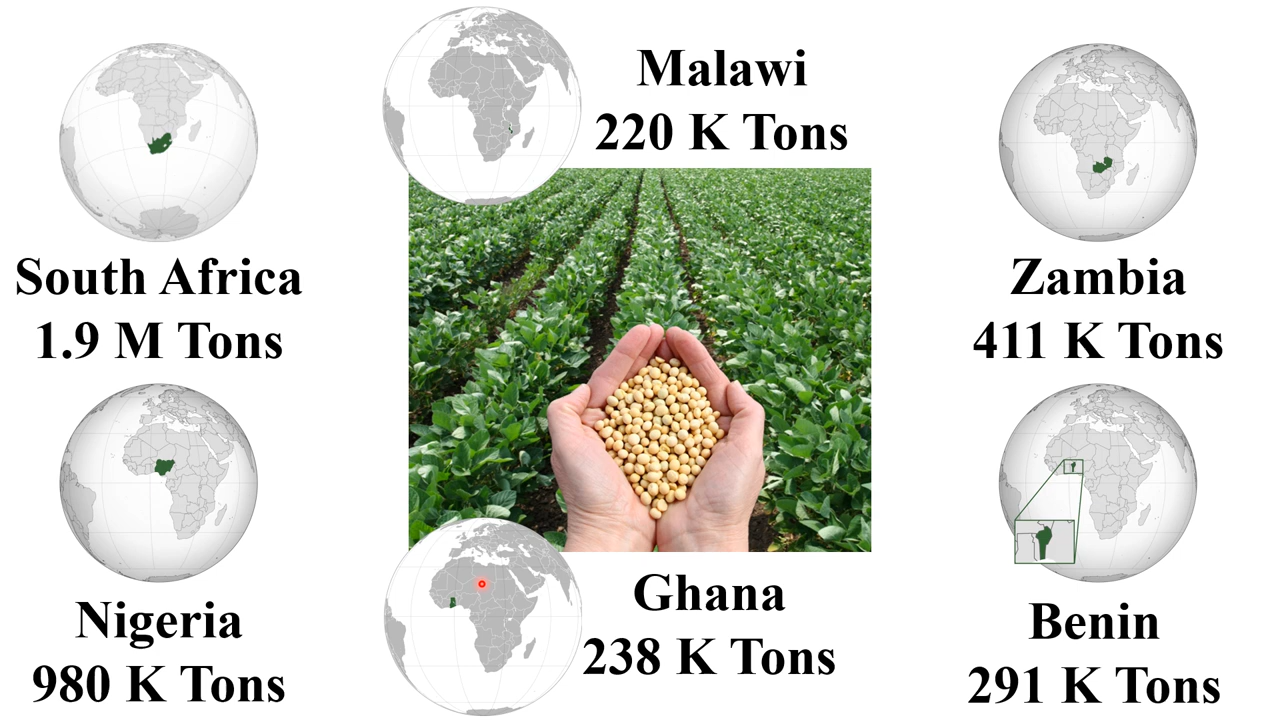 Malawi
220 K Tons
South Africa
1.9 M Tons
Zambia
411 K Tons
Nigeria
980 K Tons
Ghana
238 K Tons
Benin
291 K Tons